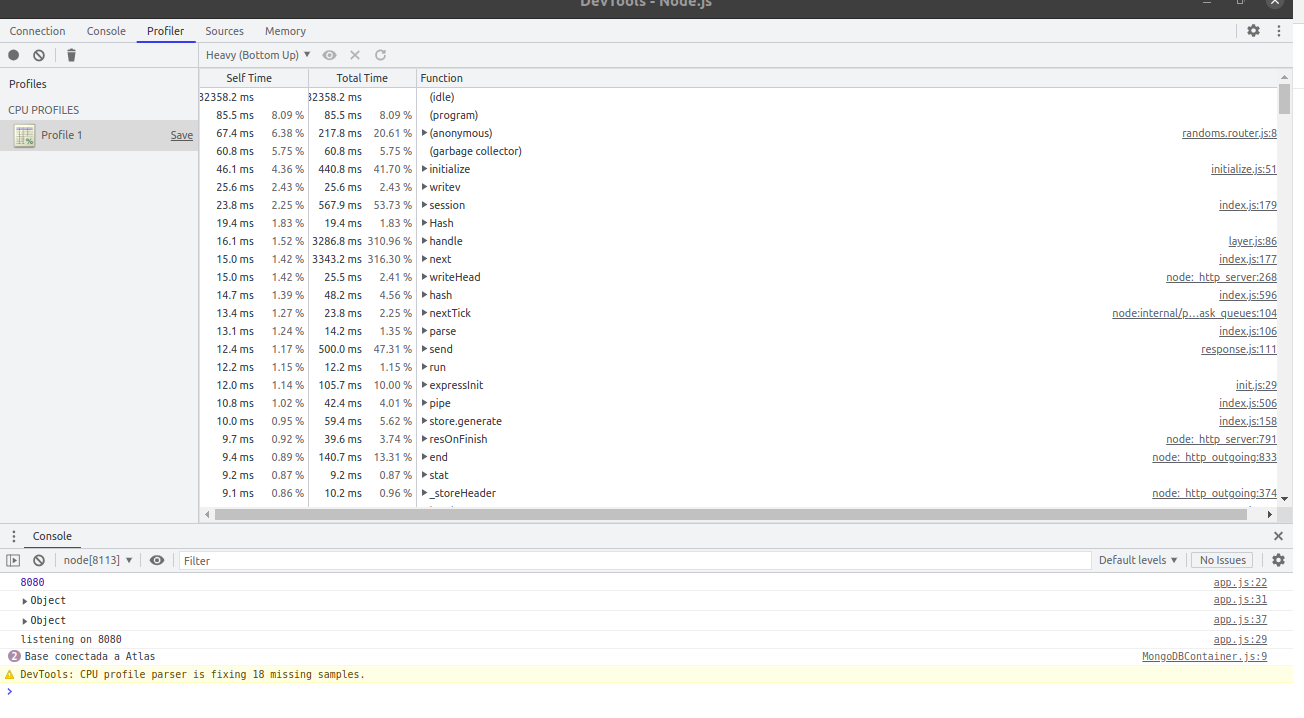 DevTools - Node.js
Connection Console Profiler Sources Memory
Heavy (Bottom Up)
Profiles
CPU PROFILES
Profile 1 Save
Self Time Total Time Function
32358.2 ms 32358.2 ms (idle)
85.5 ms 8.09 % 85.5 ms 8.09 % (program)
67.4 ms 6.38 % 217.8 ms 20.61 % (anonymous) randoms.router.js:8
60.8 ms 5.75 % 60.8 ms 5.75 % (garbage collector)
46.1 ms 4.36 % 440.8 ms 41.70 % initialize initialize.js:51
25.6 ms 2.43 % 25.6 ms 2.43 % writev
23.8 ms 2.25 % 567.9 ms 53.73 % session index.js:179
19.4 ms 1.83 % 19.4 ms 1.83 % Hash
16.1 ms 1.52 % 3286.8 ms 310.96 % handle layer.js:86
15.0 ms 1.42 % 3343.2 ms 316.30 % next index.js:177
15.0 ms 1.42 % 25.5 ms 2.41 % writeHead node:_http_server:268
14.7 ms 1.39 % 48.2 ms 4.56 % hash index.js:596
13.4 ms 1.27 % 23.8 ms 2.25 % nextTick node:internal/p…ask_queues:104
13.1 ms 1.24 % 14.2 ms 1.35 % parse index.js:106
12.4 ms 1.17 % 500.0 ms 47.31 % send response.js:111
12.2 ms 1.15 % 12.2 ms 1.15 % run
12.0 ms 1.14 % 105.7 ms 10.00 % expressInit init.js:29
10.8 ms 1.02 % 42.4 ms 4.01 % pipe index.js:506
10.0 ms 0.95 % 59.4 ms 5.62 % store.generate index.js:158
9.7 ms 0.92 % 39.6 ms 3.74 % resOnFinish node:_http_server:791
9.4 ms 0.89 % 140.7 ms 13.31 % end node:_http_outgoing:833
9.2 ms 0.87 % 9.2 ms 0.87 % stat
9.1 ms 0.86 % 10.2 ms 0.96 % _storeHeader node:_http_outgoing:374
Console
node[8113] Filter Default levels No Issues
8080 app.js:22
Object app.js:31
Object app.js:37
listening on 8080 app.js:29
2 Base conectada a Atlas MongoDBContainer.js:9
DevTools: CPU profile parser is fixing 18 missing samples.